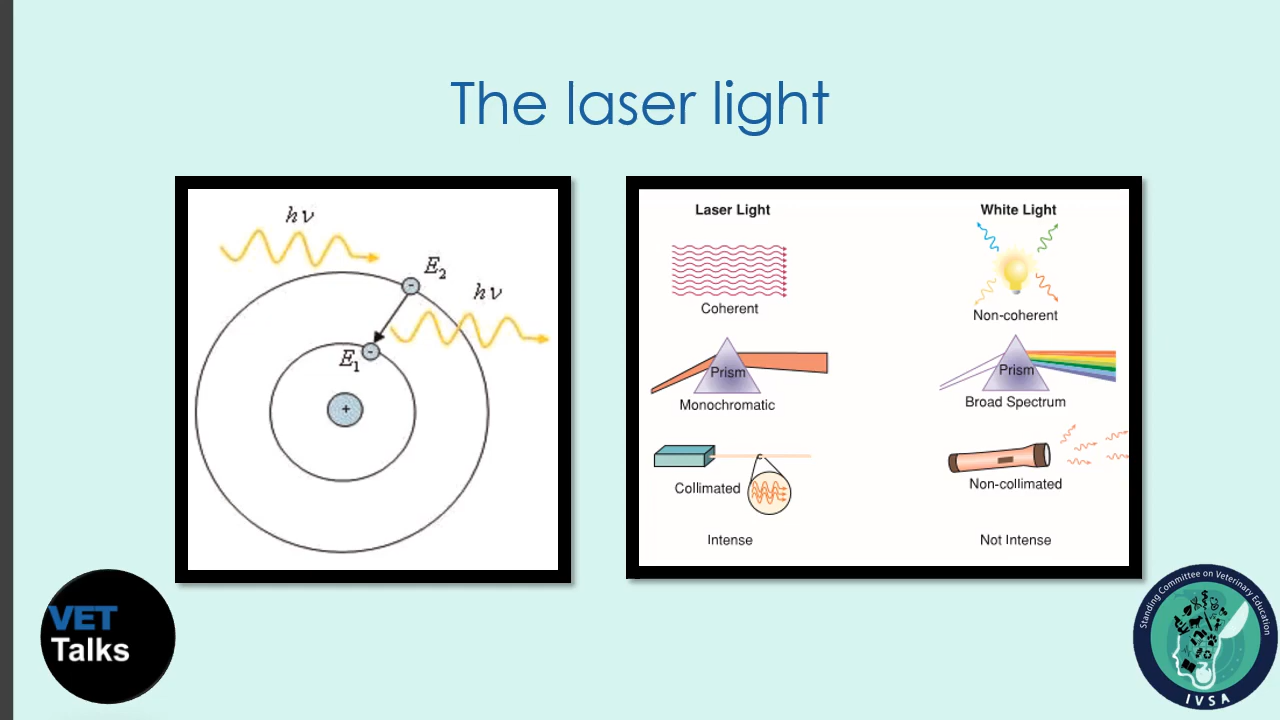 The laser light
hν
E2
hν
E1
+
Laser Light
White Light
Coherent
Non-coherent
Prism
Prism
Monochromatic
Broad Spectrum
Collimated
Non-collimated
Intense
Not Intense
VET
Talks
Standing Committee on Veterinary Education
IVSA